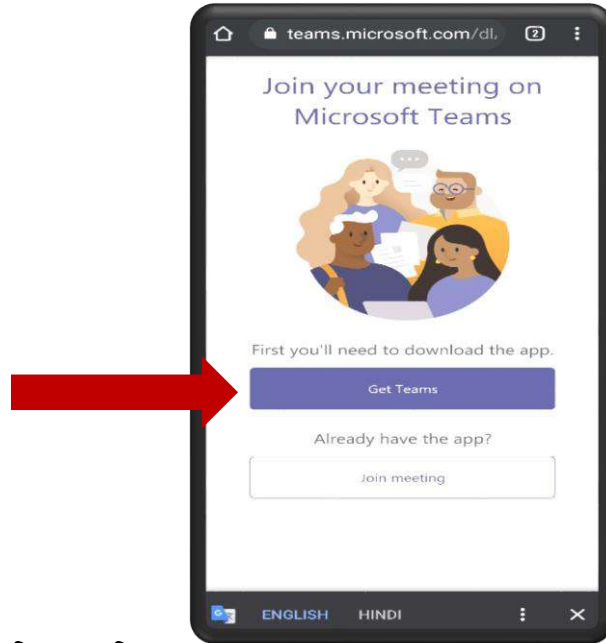 teams.microsoft.com/dl, 2
Join your meeting on
Microsoft Teams
First you'll need to download the app.
Get Teams
Already have the app?
Join meeting
ENGLISH HINDI